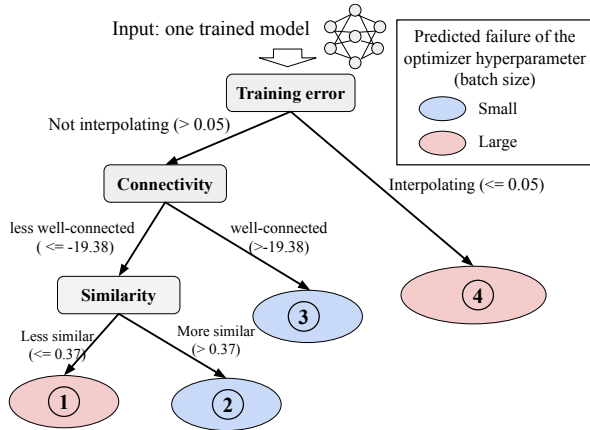 Input: one trained model
Predicted failure of the
optimizer hyperparameter
(batch size)
Small
Large
Training error
Not interpolating (> 0.05)
Interpolating (<= 0.05)
Connectivity
less well-connected
( <= -19.38)
well-connected
(>-19.38)
Similarity
Less similar
(<= 0.37)
More similar
(> 0.37)
1
2
3
4